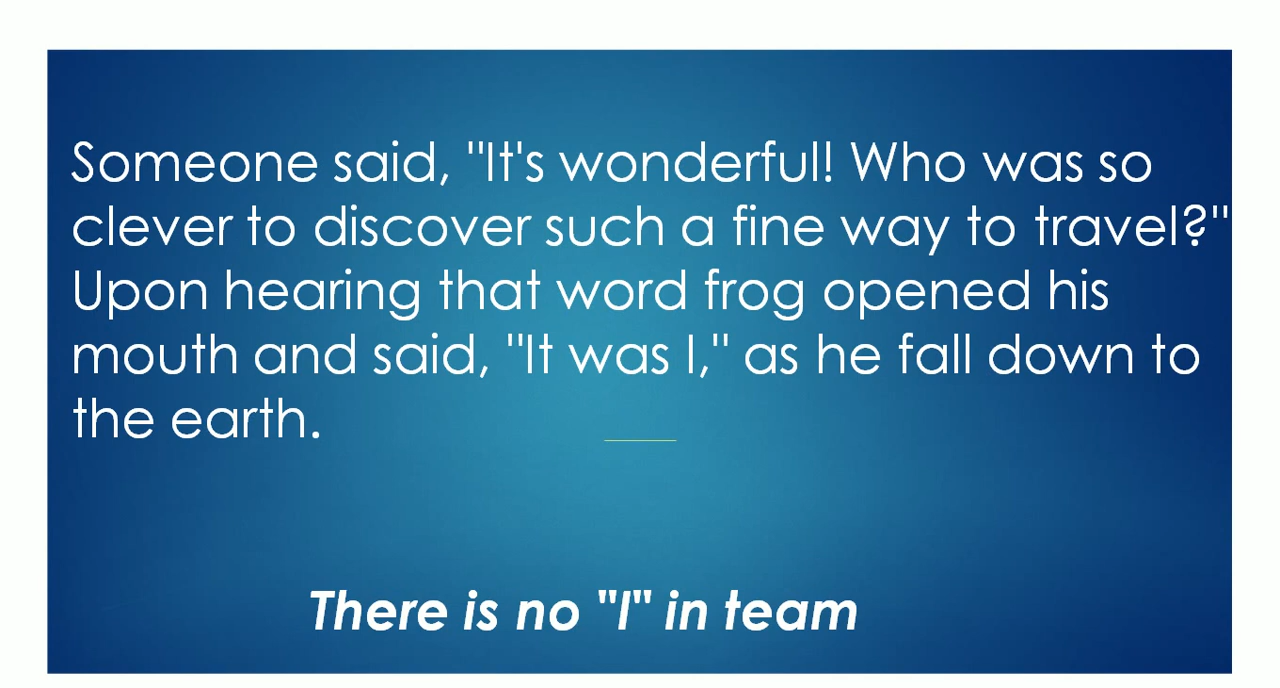 Someone said, "It's wonderful! Who was so
clever to discover such a fine way to travel?"
Upon hearing that word frog opened his
mouth and said, "It was I," as he fall down to
the earth.
There is no "I" in team